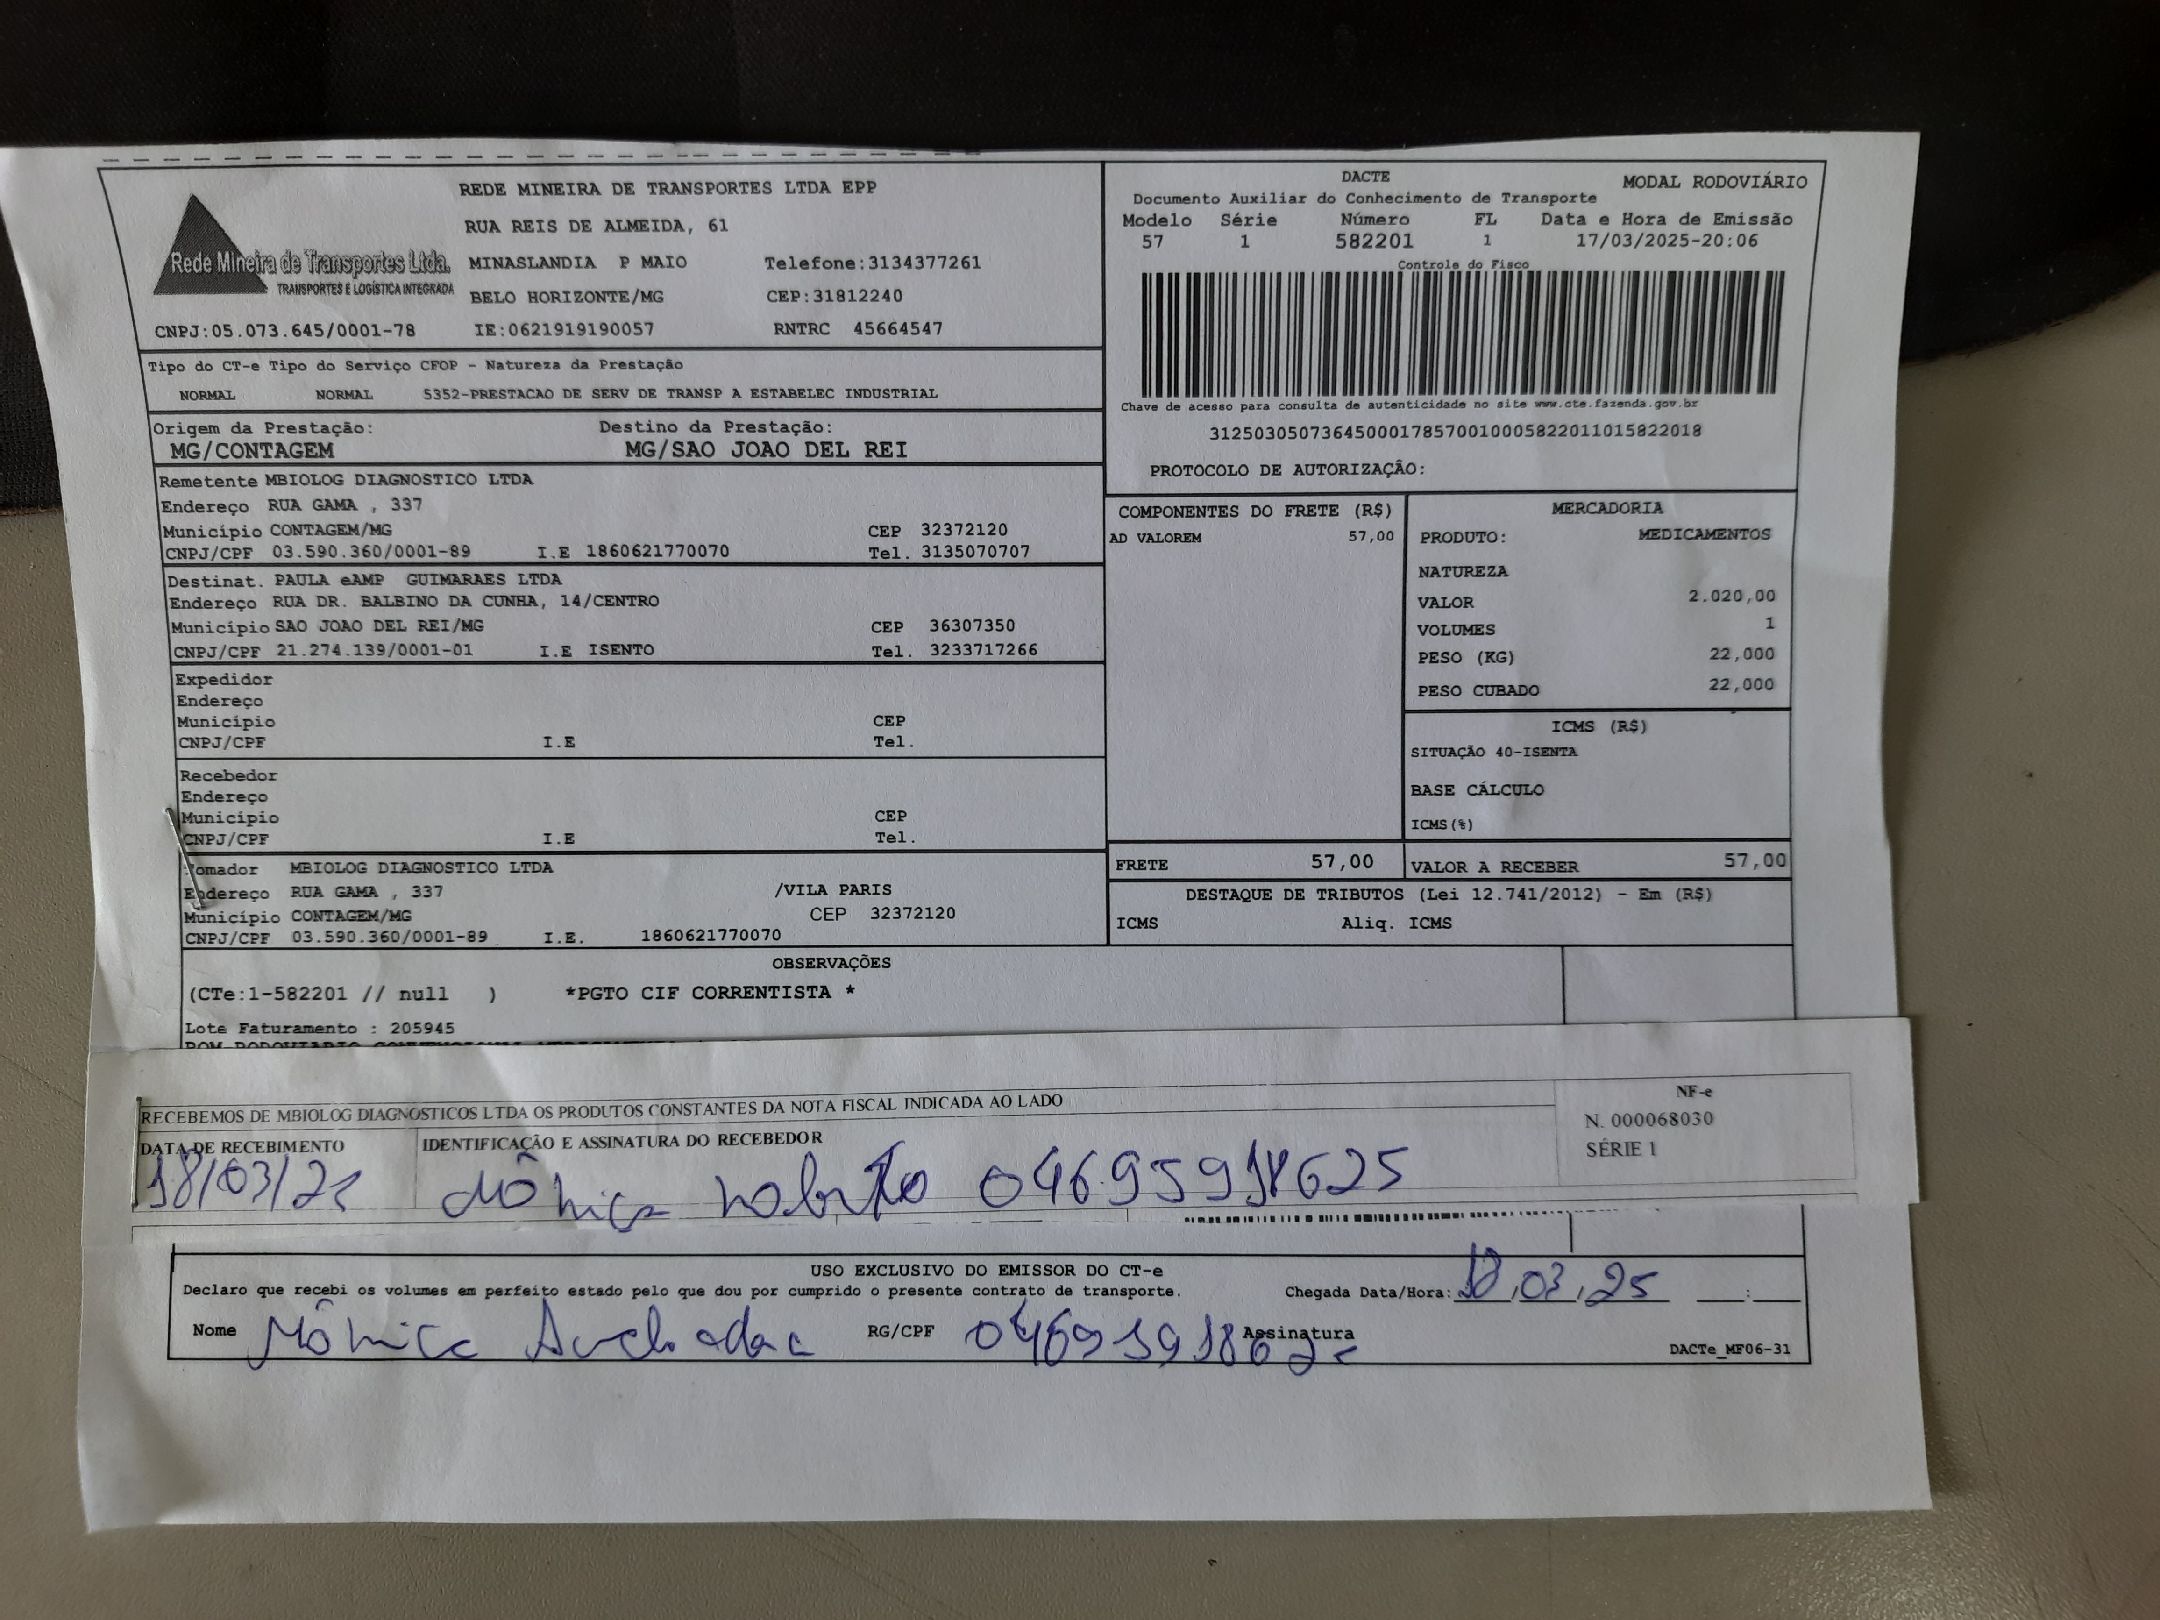 REDE MINEIRA DE TRANSPORTES LTDA EPP
RUA REIS DE ALMEIDA, 61
Rede Mineira de Transportes Ltda.
TRANSPORTES E LOGÍSTICA INTEGRADA
MINASLANDIA P MAIO Telefone:3134377261
BELO HORIZONTE/MG CEP:31812240
CNPJ:05.073.645/0001-78 IE:0621919190057 RNTRC 45664547
DACTE MODAL RODOVIÁRIO
Documento Auxiliar do Conhecimento de Transporte
Modelo Série Número FL Data e Hora de Emissão
57 1 582201 1 17/03/2025-20:06
Controle do Fisco
Chave de acesso para consulta de autenticidade no site www.cte.fazenda.gov.br
31250305073645000178570010005822011015822018
PROTOCOLO DE AUTORIZAÇÃO:
Tipo do CT-e Tipo do Serviço CFOP - Natureza da Prestação
NORMAL NORMAL 5352-PRESTACAO DE SERV DE TRANSP A ESTABELEC INDUSTRIAL
Origem da Prestação: Destino da Prestação:
MG/CONTAGEM MG/SAO JOAO DEL REI
Remetente MBIOLOG DIAGNOSTICO LTDA
Endereço RUA GAMA , 337
Município CONTAGEM/MG CEP 32372120
CNPJ/CPF 03.590.360/0001-89 I.E 1860621770070 Tel. 3135070707
Destinat. PAULA eAMP GUIMARAES LTDA
Endereço RUA DR. BALBINO DA CUNHA, 14/CENTRO
Município SAO JOAO DEL REI/MG CEP 36307350
CNPJ/CPF 21.274.139/0001-01 I.E ISENTO Tel. 3233717266
Expedidor
Endereço
Município CEP
CNPJ/CPF I.E Tel.
Recebedor
Endereço
Município CEP
CNPJ/CPF I.E Tel.
Tomador MBIOLOG DIAGNOSTICO LTDA
Endereço RUA GAMA , 337 /VILA PARIS
Município CONTAGEM/MG CEP 32372120
CNPJ/CPF 03.590.360/0001-89 I.E. 1860621770070
COMPONENTES DO FRETE (R$)
AD VALOREM 57,00
MERCADORIA
PRODUTO: MEDICAMENTOS
NATUREZA
VALOR 2.020,00
VOLUMES 1
PESO (KG) 22,000
PESO CUBADO 22,000
ICMS (R$)
SITUAÇÃO 40-ISENTA
BASE CÁLCULO
ICMS(%)
FRETE 57,00 VALOR A RECEBER 57,00
DESTAQUE DE TRIBUTOS (Lei 12.741/2012) - Em (R$)
ICMS Aliq. ICMS
OBSERVAÇÕES
(CTe:1-582201 // null ) *PGTO CIF CORRENTISTA *
Lote Faturamento : 205945
RECEBEMOS DE MBIOLOG DIAGNOSTICOS LTDA OS PRODUTOS CONSTANTES DA NOTA FISCAL INDICADA AO LADO
NF-e
N. 000068030
SÉRIE 1
DATA DE RECEBIMENTO IDENTIFICAÇÃO E ASSINATURA DO RECEBEDOR
18/03/25 Mônica 04695918625
USO EXCLUSIVO DO EMISSOR DO CT-e
Declaro que recebi os volumes em perfeito estado pelo que dou por cumprido o presente contrato de transporte. Chegada Data/Hora: 18,03,25 :
Nome Mônica RG/CPF 04695918625 Assinatura
DACTe_MF06-31